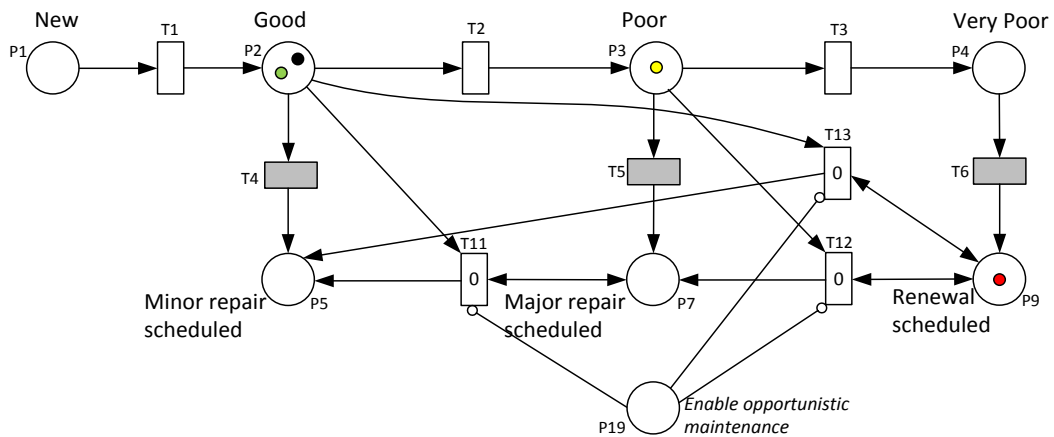 New
Good
Poor
Very Poor
P1
T1
P2
T2
P3
T3
P4
T13
T4
T5
0
T6
T11
T12
0
0
Minor repair
scheduled
P5
Major repair
scheduled
P7
Renewal
scheduled
P9
P19
Enable opportunistic
maintenance